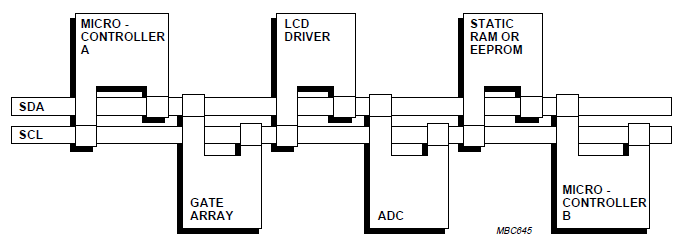 MICRO -
CONTROLLER
A
LCD
DRIVER
STATIC
RAM OR
EEPROM
SDA
SCL
GATE
ARRAY
ADC
MICRO -
CONTROLLER
B
MBC645